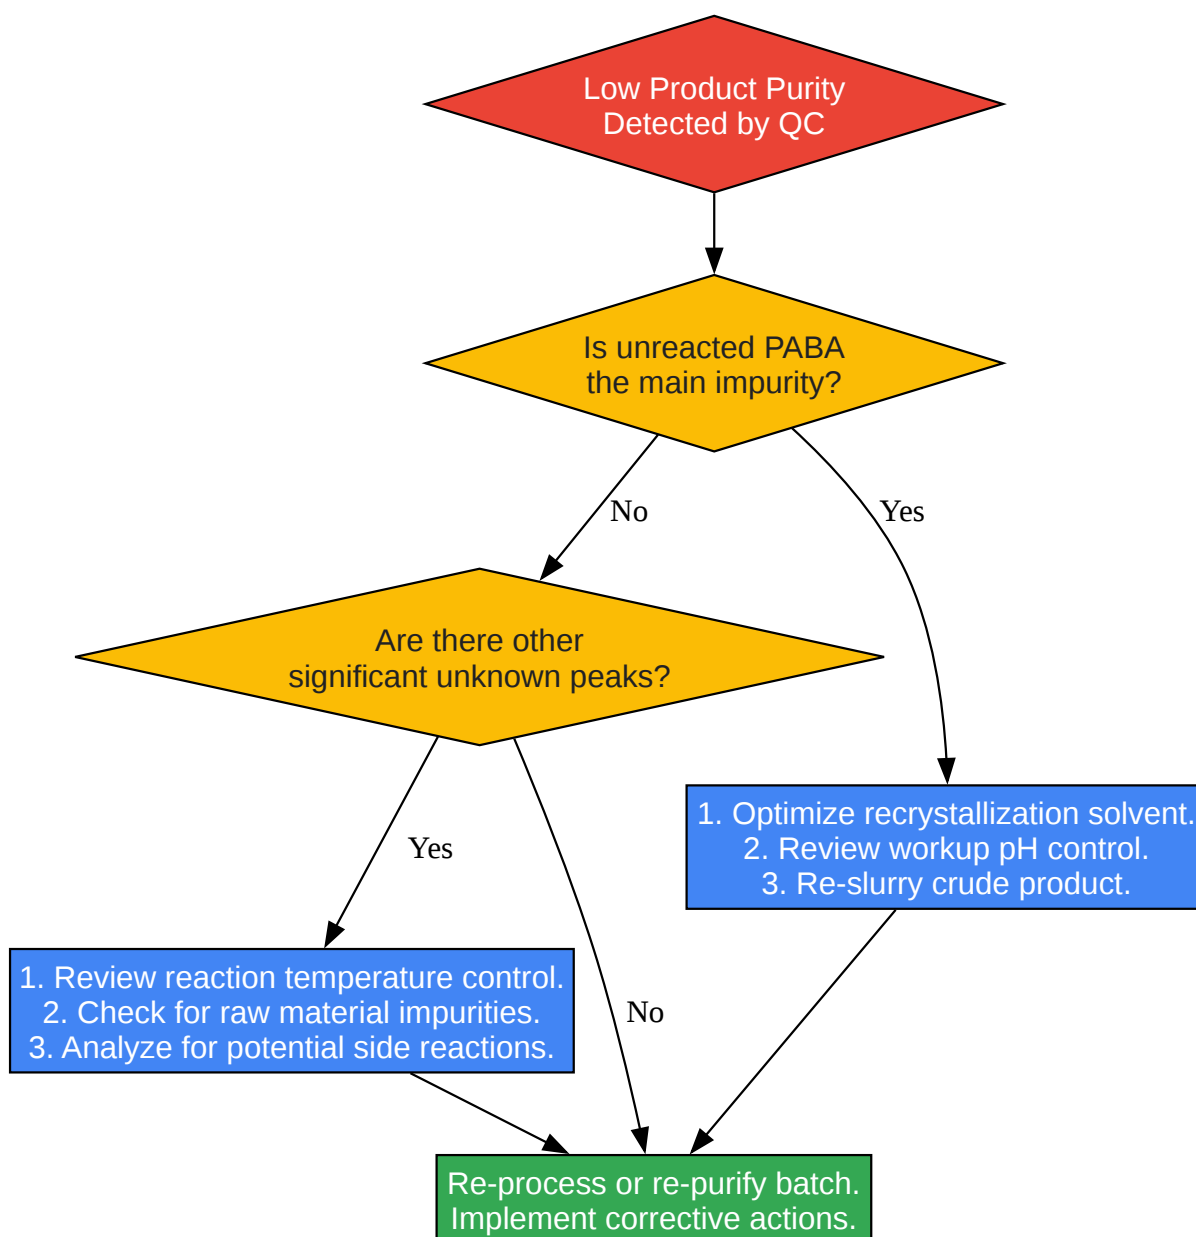 Low Product Purity
Detected by QC
Is unreacted PABA
the main impurity?
No
Yes
Are there other
significant unknown peaks?
1. Optimize recrystallization solvent.
2. Review workup pH control.
3. Re-slurry crude product.
Yes
1. Review reaction temperature control.
2. Check for raw material impurities.
3. Analyze for potential side reactions.
No
Re-process or re-purify batch.
Implement corrective actions.